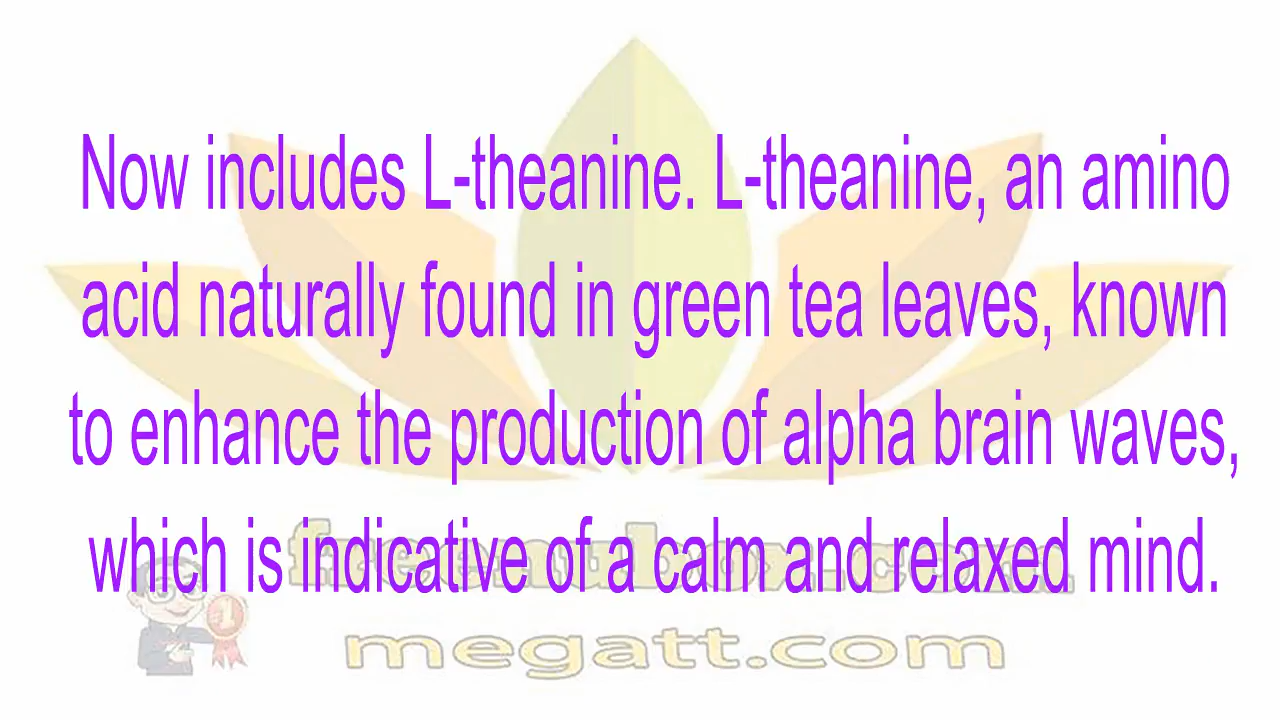 Now includes L-theanine. L-theanine, an amino
acid naturally found in green tea leaves, known
to enhance the production of alpha brain waves,
which is indicative of a calm and relaxed mind.
1
megatt.com